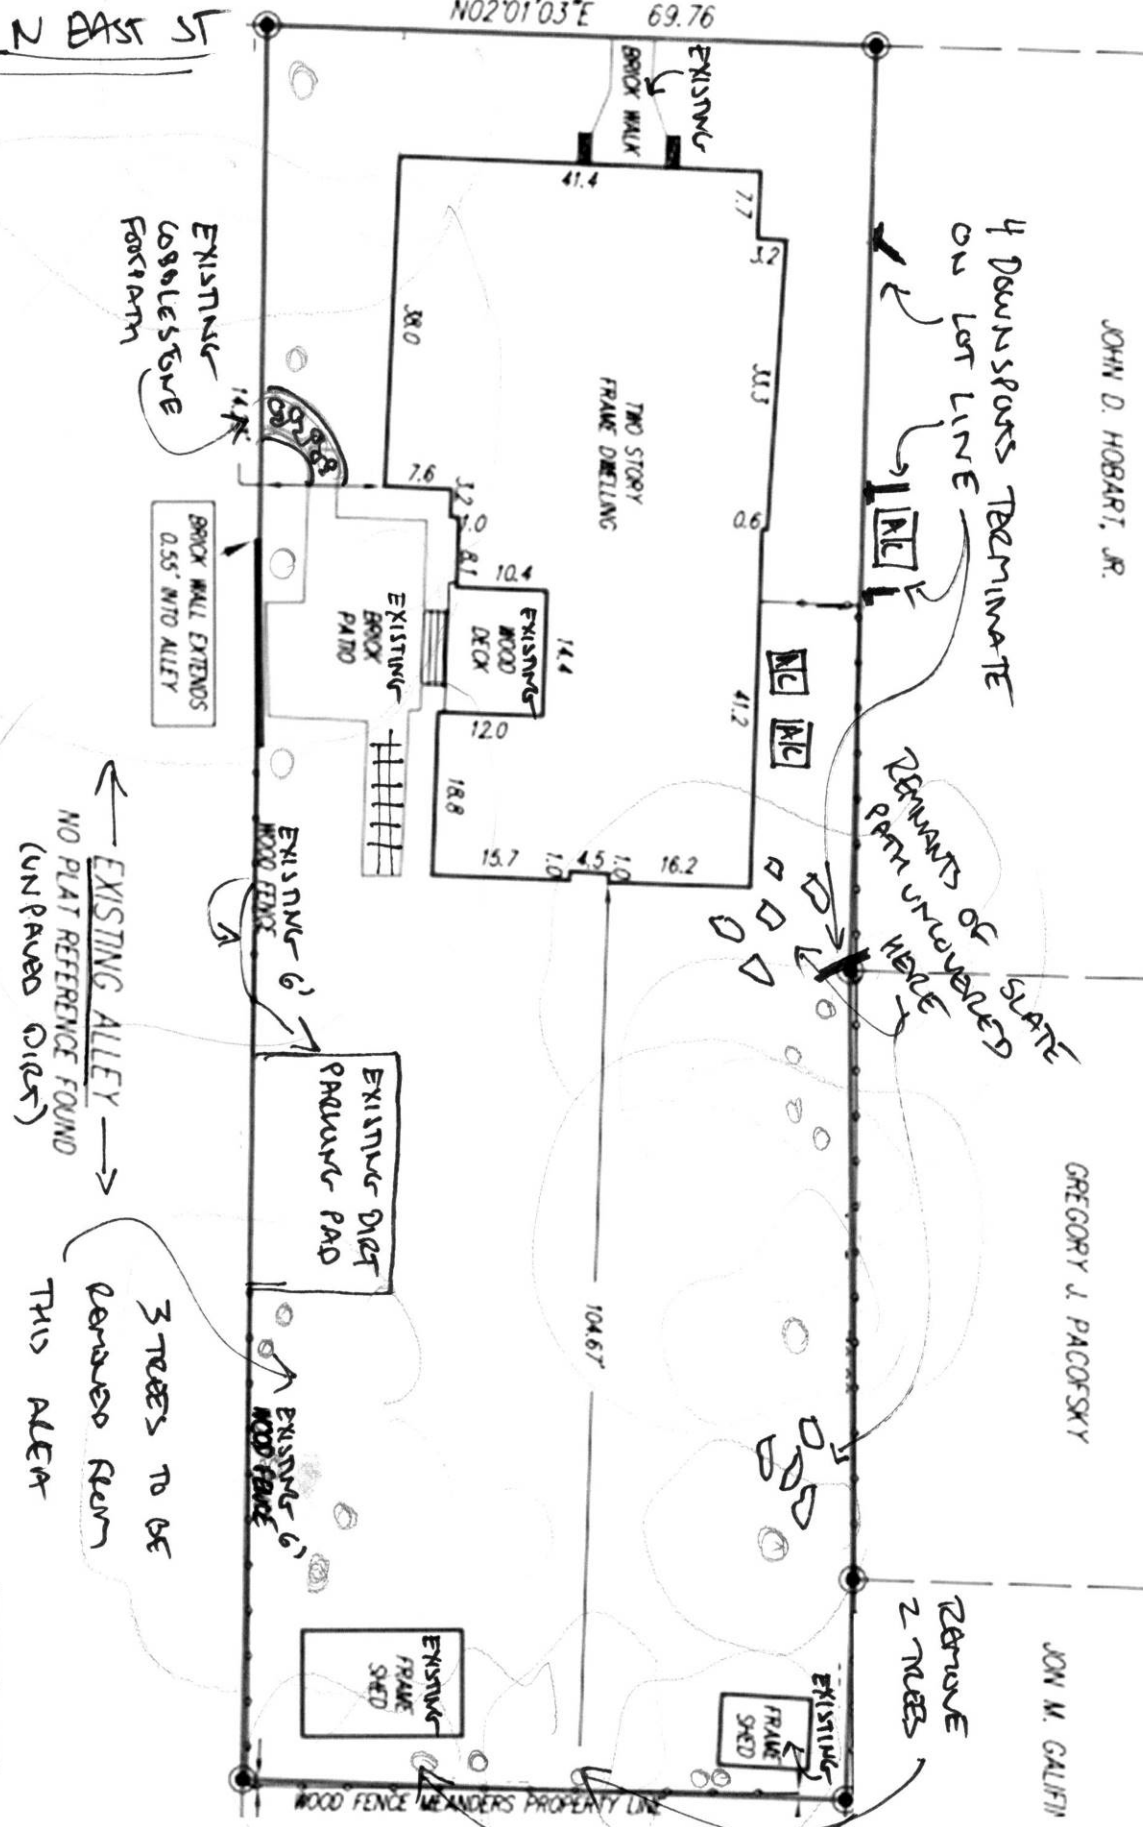 N EAST ST
N02°01'03"E 69.76
EXISTING
BRICK WALK
41.4
7.7
3.2
38.0
33.3
TWO STORY
FRAME DWELLING
4 DOWNSPOUTS TERMINATE
ON LOT LINE
JOHN D. HOBART, JR.
EXISTING
COBBLESTONE
FOOTPATH
7.6
3.2
1.0
8.1
0.6
A/C
BRICK WALL EXTENDS
0.55' INTO ALLEY
EXISTING
BRICK
PATIO
10.4
EXISTING
WOOD
DECK
14.4
12.0
41.2
A/C
A/C
18.8
15.7
1.0
4.5
1.0
16.2
REMNANTS OF SLATE
PATH UNCOVERED
HERE
EXISTING 6'
WOOD FENCE
EXISTING ALLEY
NO PLAT REFERENCE FOUND
(UNPAVED DIRT)
EXISTING DIRT
PARKING PAD
104.67'
GREGORY J. PACOFSKY
3 TREES TO BE
REMOVED FROM
THIS AREA
EXISTING 6'
WOOD FENCE
EXISTING
FRAME
SHED
EXISTING
FRAME
SHED
REMOVE
2 TREES
JON M. GALIFI
WOOD FENCE MEANDERS PROPERTY LINE